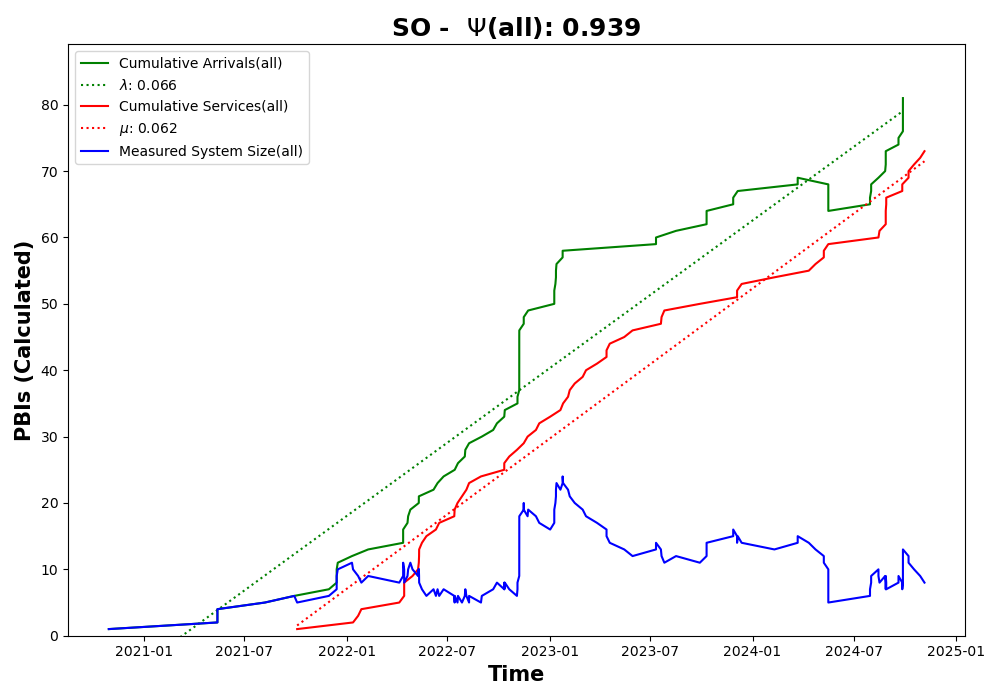 SO - Ψ(all): 0.939
Cumulative Arrivals(all)
λ: 0.066
Cumulative Services(all)
μ: 0.062
Measured System Size(all)
PBIs (Calculated)
80
70
60
50
40
30
20
10
0
2021-01 2021-07 2022-01 2022-07 2023-01 2023-07 2024-01 2024-07 2025-01
Time